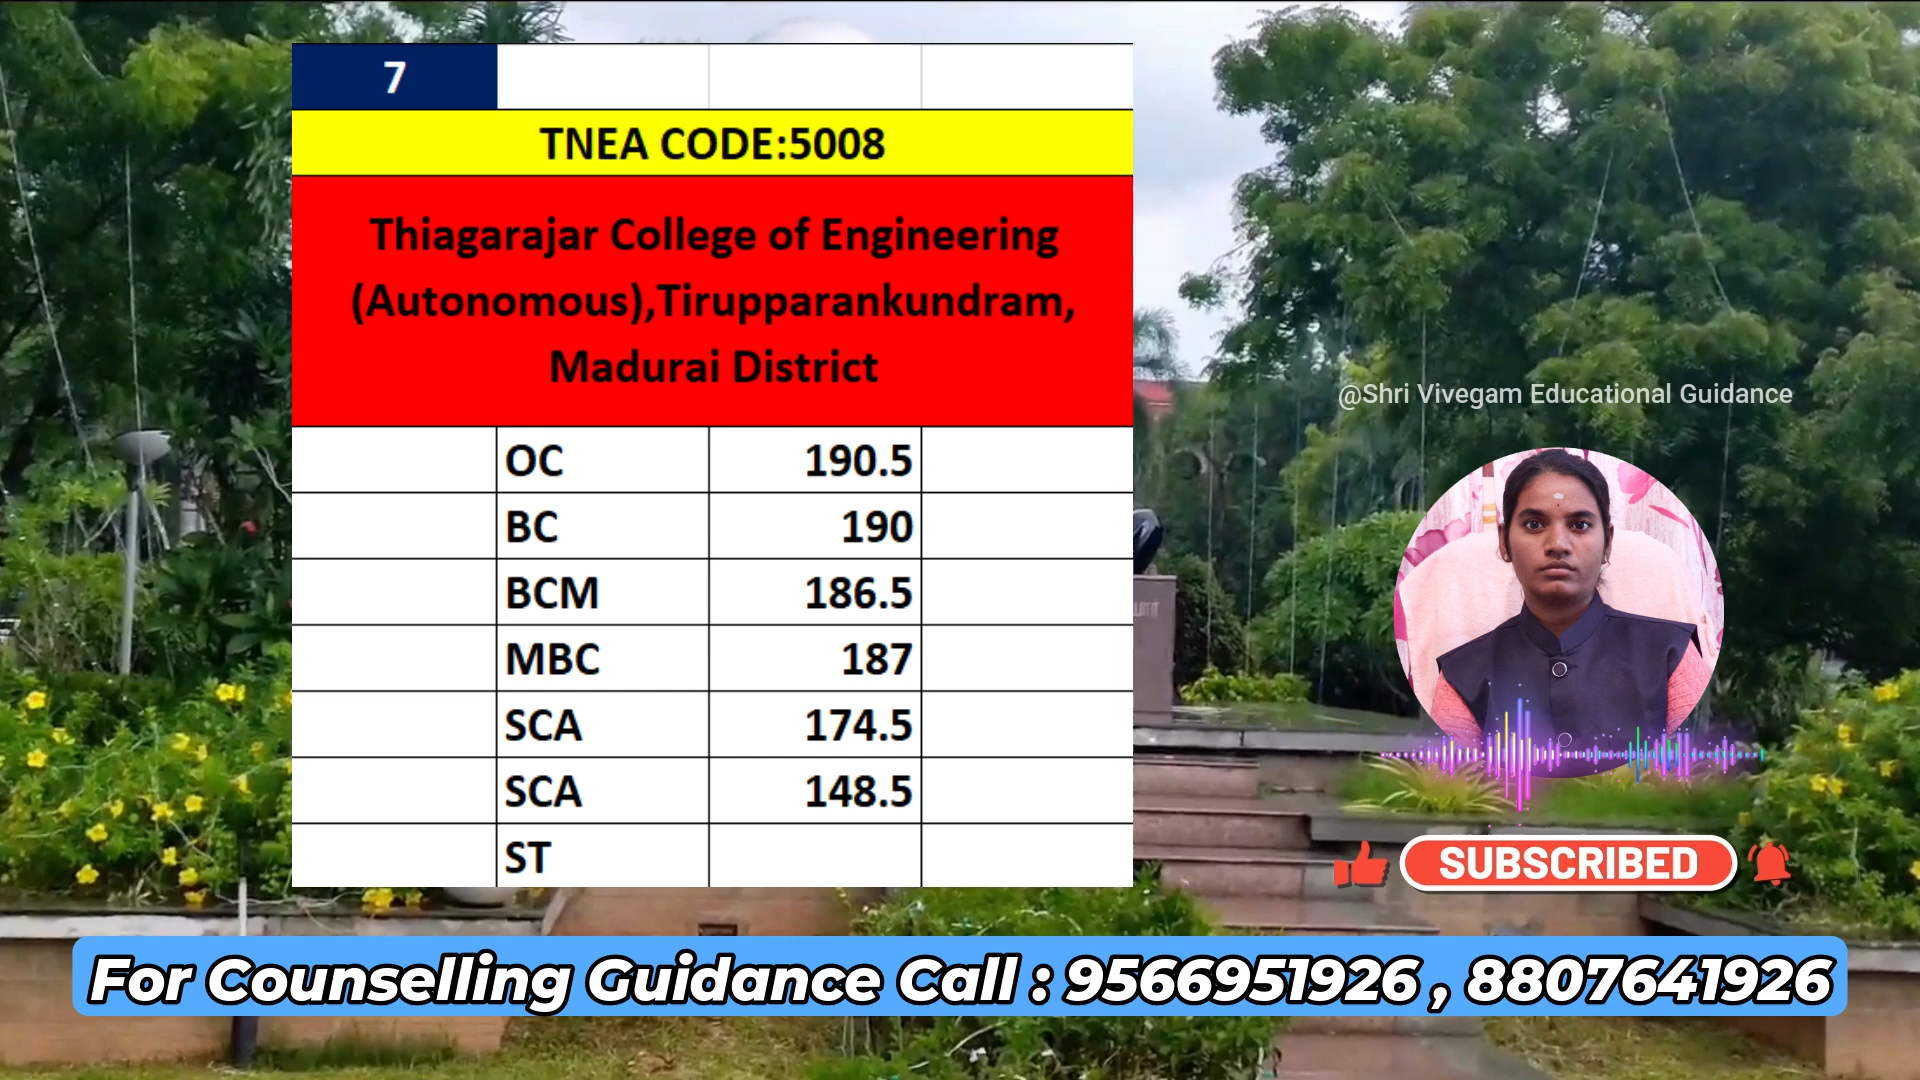 7
TNEA CODE:5008
Thiagarajar College of Engineering
(Autonomous),Tirupparankundram,
Madurai District
OC 190.5
BC 190
BCM 186.5
MBC 187
SCA 174.5
SCA 148.5
ST
@Shri Vivegam Educational Guidance
SUBSCRIBED
For Counselling Guidance Call : 9566951926 , 8807641926